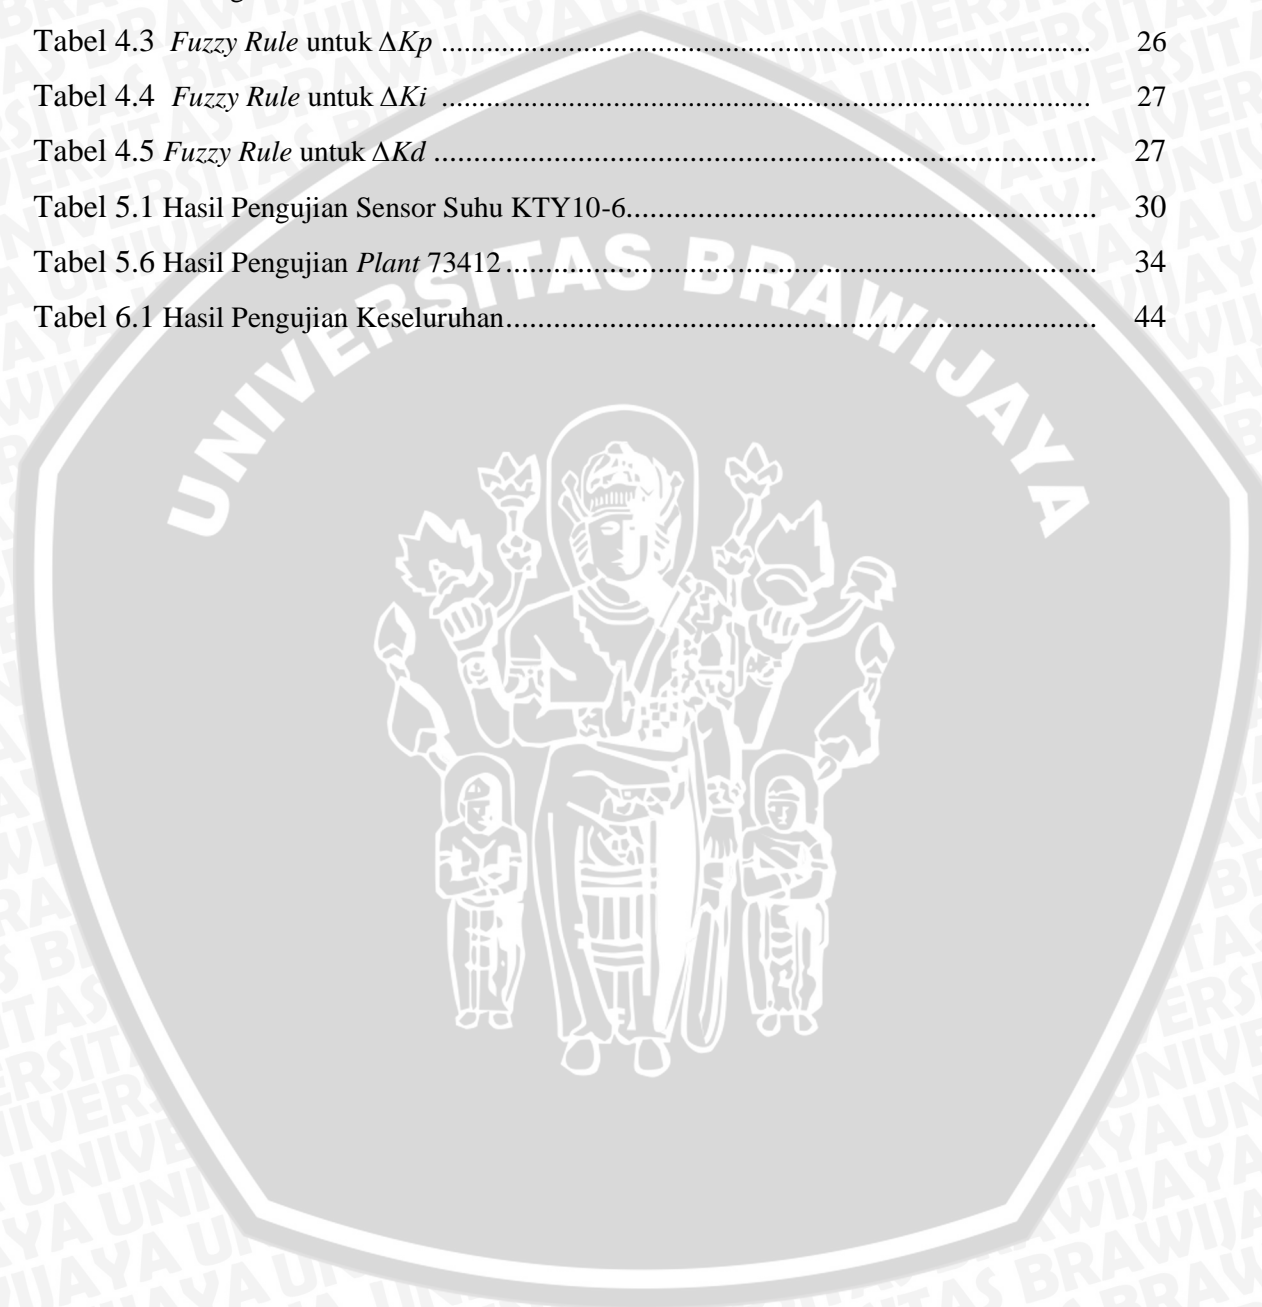 Tabel 4.3 Fuzzy Rule untuk ΔKp .................................................................................. 26
Tabel 4.4 Fuzzy Rule untuk ΔKi .................................................................................. 27
Tabel 4.5 Fuzzy Rule untuk ΔKd ................................................................................... 27
Tabel 5.1 Hasil Pengujian Sensor Suhu KTY10-6........................................................... 30
Tabel 5.6 Hasil Pengujian Plant 73412........................................................................... 34
Tabel 6.1 Hasil Pengujian Keseluruhan........................................................................... 44
UNIVERSITAS BRAWIJAYA